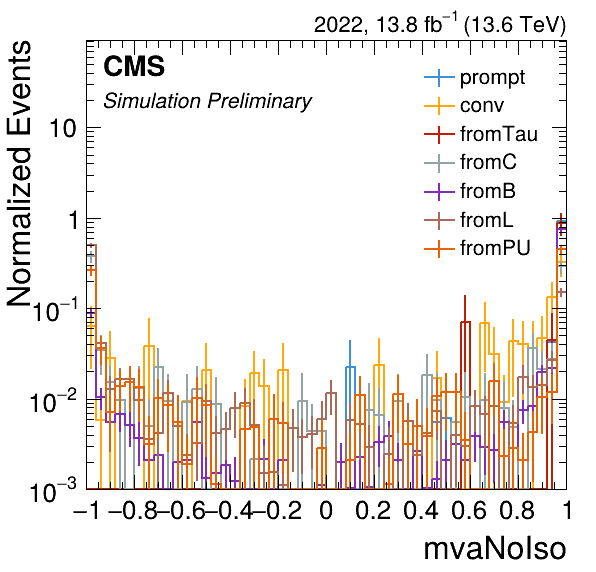 2022, 13.8 fb⁻¹ (13.6 TeV)
CMS
Simulation Preliminary
prompt
conv
fromTau
fromC
fromB
fromL
fromPU
Normalized Events
10
1
10⁻¹
10⁻²
10⁻³
−1 −0.8 −0.6 −0.4 −0.2 0 0.2 0.4 0.6 0.8 1
mvaNoIso